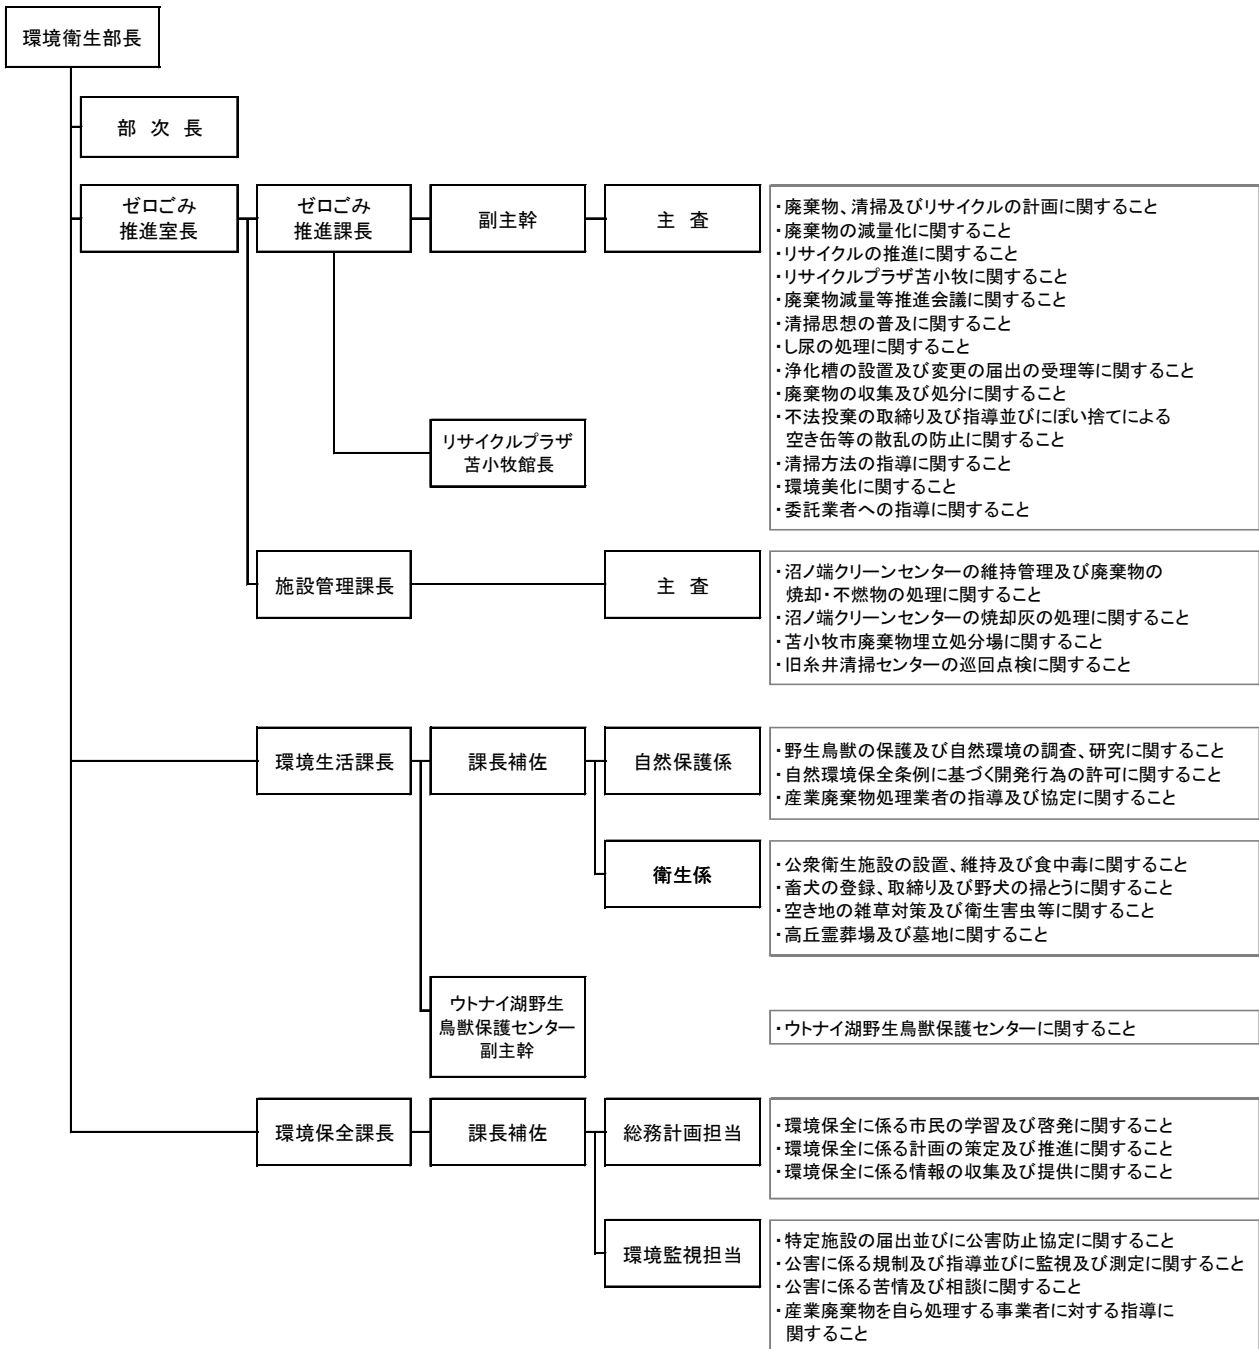 環境衛生部長
部 次 長
ゼロごみ
推進室長
ゼロごみ
推進課長
副主幹
主 査
・廃棄物、清掃及びリサイクルの計画に関すること
・廃棄物の減量化に関すること
・リサイクルの推進に関すること
・リサイクルプラザ苫小牧に関すること
・廃棄物減量等推進会議に関すること
・清掃思想の普及に関すること
・し尿の処理に関すること
・浄化槽の設置及び変更の届出の受理等に関すること
・廃棄物の収集及び処分に関すること
・不法投棄の取締り及び指導並びにぽい捨てによる
空き缶等の散乱の防止に関すること
・清掃方法の指導に関すること
・環境美化に関すること
・委託業者への指導に関すること
リサイクルプラザ
苫小牧館長
施設管理課長
主 査
・沼ノ端クリーンセンターの維持管理及び廃棄物の
焼却・不燃物の処理に関すること
・沼ノ端クリーンセンターの焼却灰の処理に関すること
・苫小牧市廃棄物埋立処分場に関すること
・旧糸井清掃センターの巡回点検に関すること
環境生活課長
課長補佐
自然保護係
・野生鳥獣の保護及び自然環境の調査、研究に関すること
・自然環境保全条例に基づく開発行為の許可に関すること
・産業廃棄物処理業者の指導及び協定に関すること
衛生係
・公衆衛生施設の設置、維持及び食中毒に関すること
・畜犬の登録、取締り及び野犬の掃とうに関すること
・空き地の雑草対策及び衛生害虫等に関すること
・高丘霊葬場及び墓地に関すること
ウトナイ湖野生
鳥獣保護センター
副主幹
・ウトナイ湖野生鳥獣保護センターに関すること
環境保全課長
課長補佐
総務計画担当
・環境保全に係る市民の学習及び啓発に関すること
・環境保全に係る計画の策定及び推進に関すること
・環境保全に係る情報の収集及び提供に関すること
環境監視担当
・特定施設の届出並びに公害防止協定に関すること
・公害に係る規制及び指導並びに監視及び測定に関すること
・公害に係る苦情及び相談に関すること
・産業廃棄物を自ら処理する事業者に対する指導に
関すること